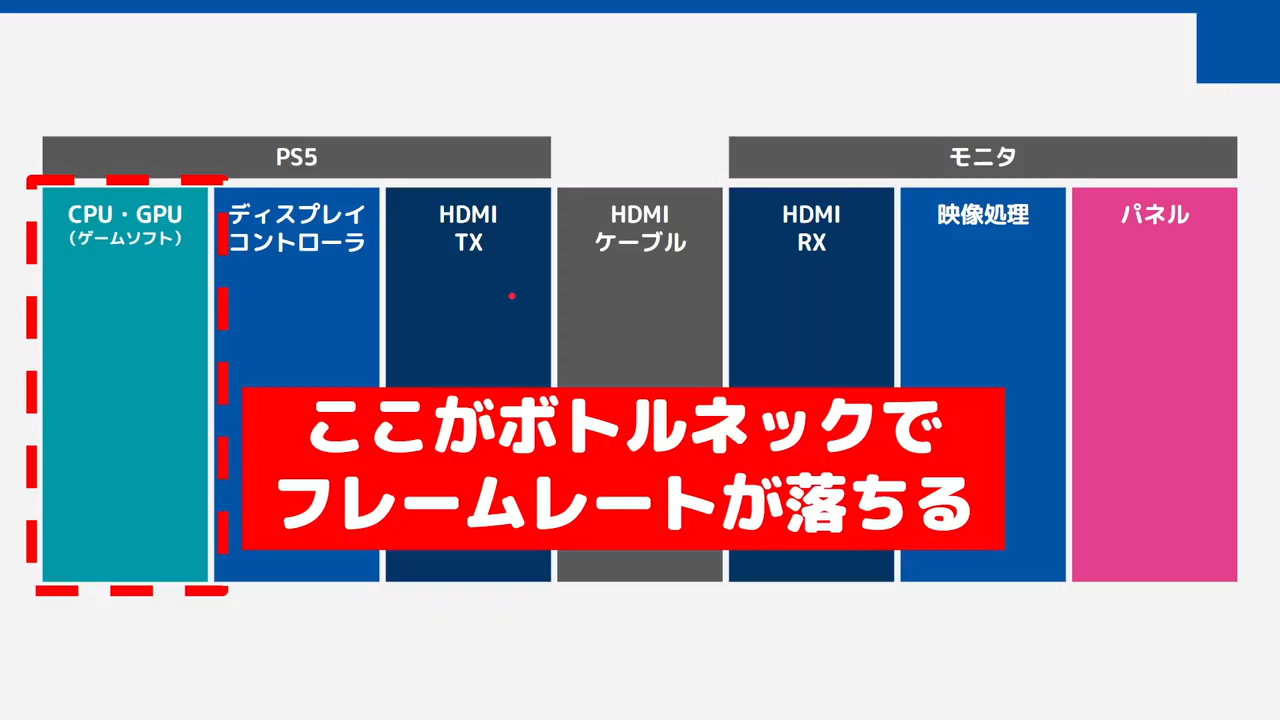 PS5
モニタ
CPU・GPU
（ゲームソフト）
ディスプレイ
コントローラ
HDMI
TX
HDMI
ケーブル
HDMI
RX
映像処理
パネル
ここがボトルネックで
フレームレートが落ちる